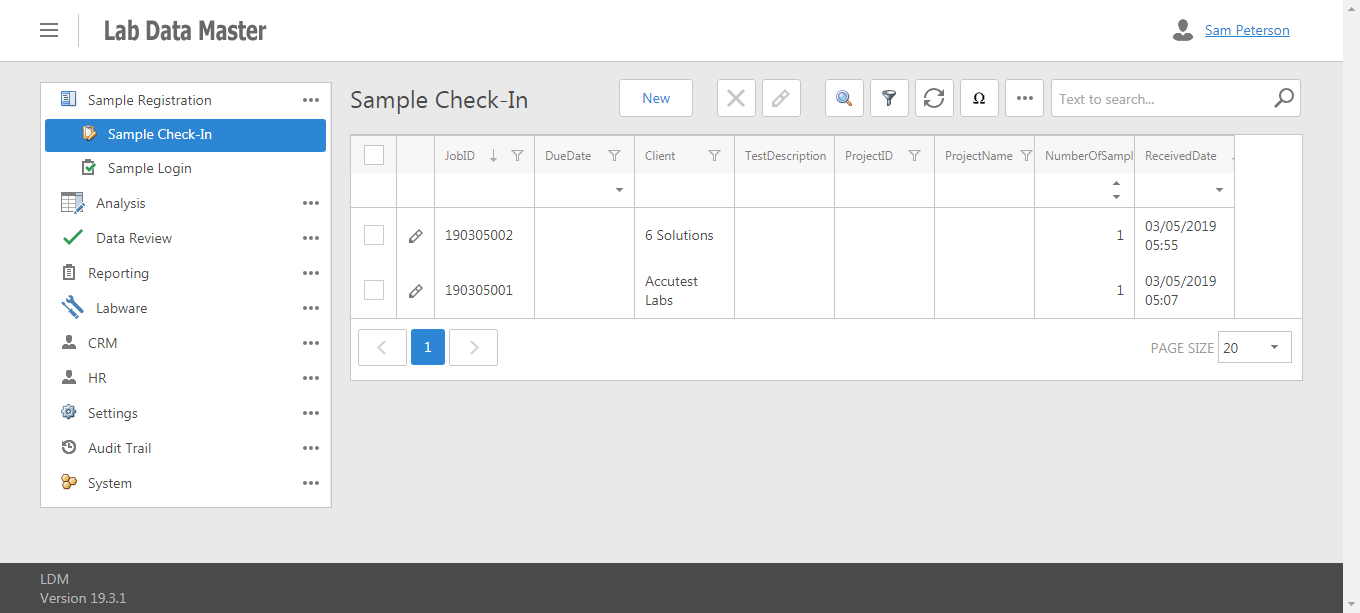 Lab Data Master
Sam Peterson
Sample Registration
Sample Check-In
Sample Login
Analysis
Data Review
Reporting
Labware
CRM
HR
Settings
Audit Trail
System
Sample Check-In
New
Ω
Text to search...
JobID DueDate Client TestDescription ProjectID ProjectName NumberOfSampl ReceivedDate
190305002 6 Solutions 1 03/05/2019
05:55
190305001 Accutest
Labs 1 03/05/2019
05:07
1
PAGE SIZE 20
LDM
Version 19.3.1